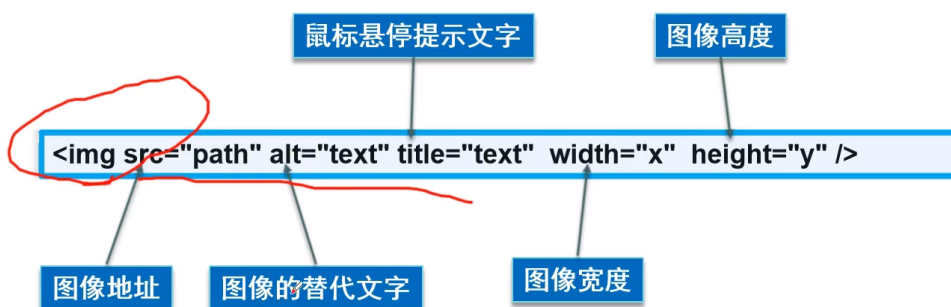 鼠标悬停提示文字 图像高度
<img src="path" alt="text" title="text" width="x" height="y" />
图像地址 图像的替代文字 图像宽度